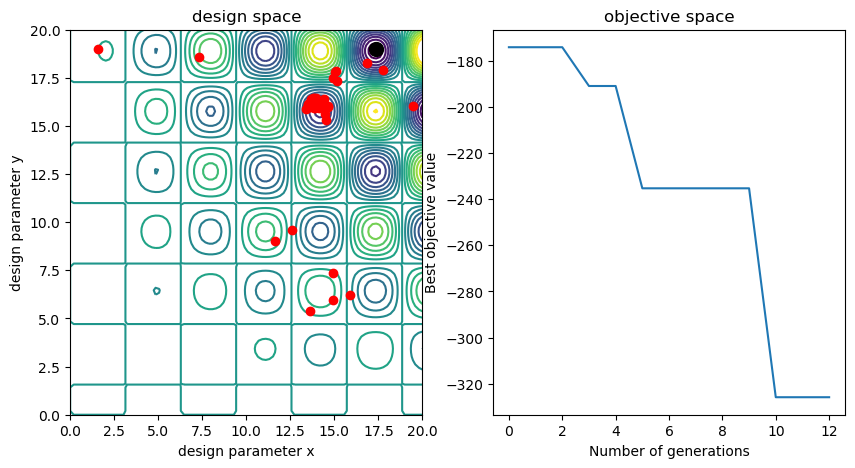 design space
20.0
17.5
15.0
12.5
10.0
7.5
5.0
2.5
0.0
design parameter y
0.0 2.5 5.0 7.5 10.0 12.5 15.0 17.5 20.0
design parameter x
objective space
−180
−200
−220
−240
−260
−280
−300
−320
Best objective value
0 2 4 6 8 10 12
Number of generations